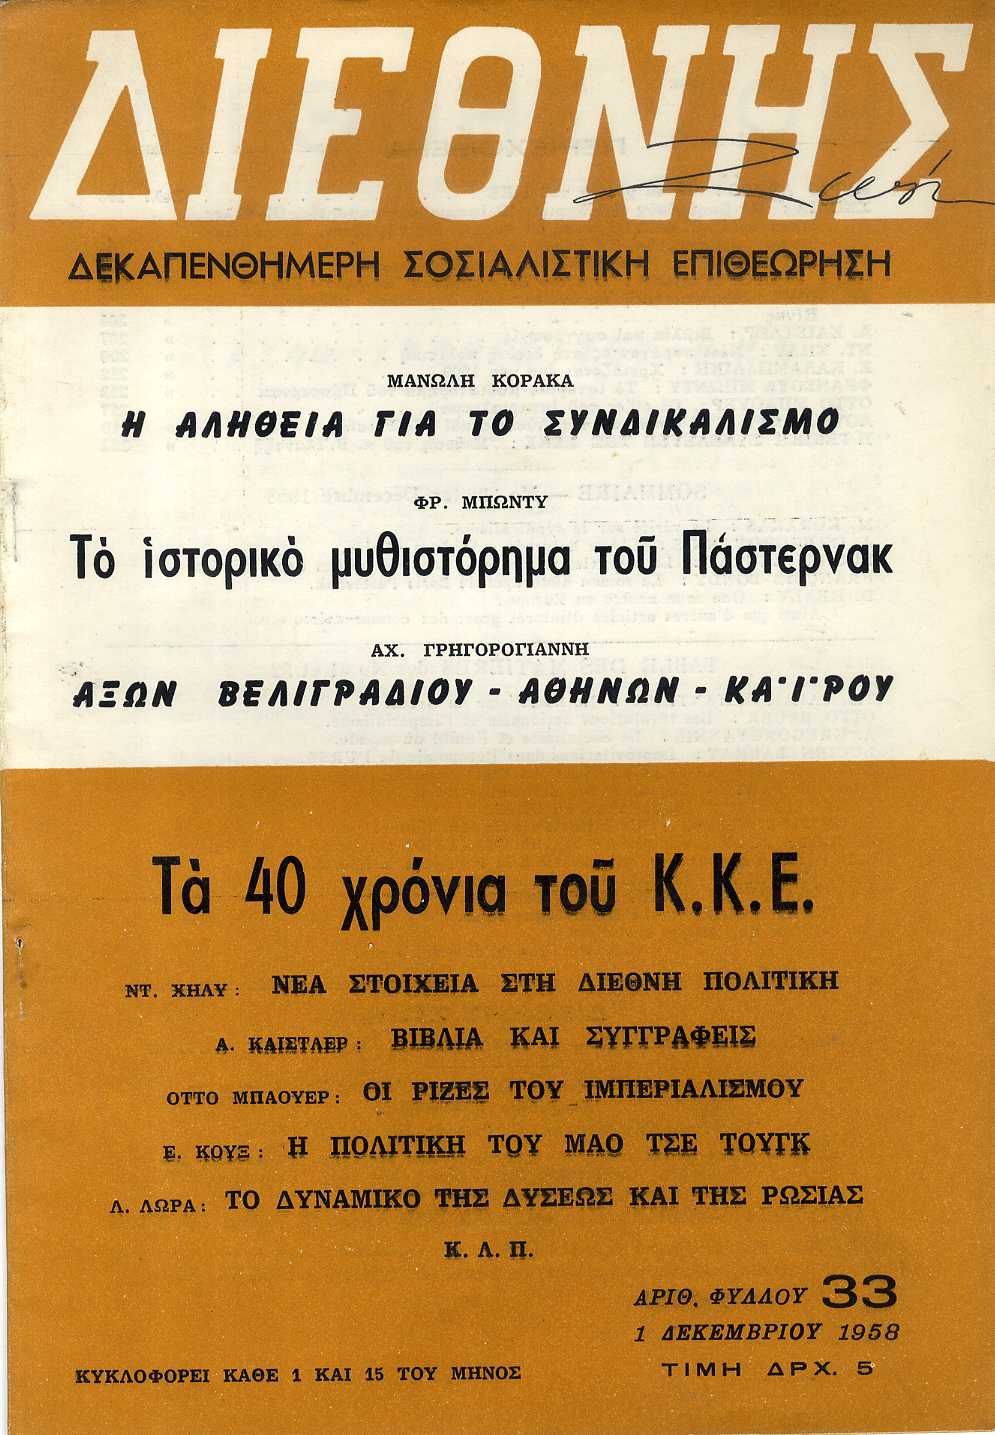 ΔΙΕΘΝΗΣ
ΔΕΚΑΠΕΝΘΗΜΕΡΗ ΣΟΣΙΑΛΙΣΤΙΚΗ ΕΠΙΘΕΩΡΗΣΗ
ΜΑΝΩΛΗ ΚΟΡΑΚΑ
Η ΑΛΗΘΕΙΑ ΓΙΑ ΤΟ ΣΥΝΔΙΚΑΛΙΣΜΟ
ΦΡ. ΜΠΩΝΤΥ
Τὸ ἱστορικὸ μυθιστόρημα τοῦ Πάστερνακ
ΑΧ. ΓΡΗΓΟΡΟΓΙΑΝΝΗ
ΑΞΩΝ ΒΕΛΙΓΡΑΔΙΟΥ - ΑΘΗΝΩΝ - ΚΑ·Ι·ΡΟΥ
Τὰ 40 χρόνια τοῦ Κ.Κ.Ε.
ΝΤ. ΧΗΛΥ: ΝΕΑ ΣΤΟΙΧΕΙΑ ΣΤΗ ΔΙΕΘΝΗ ΠΟΛΙΤΙΚΗ
Α. ΚΑΙΣΤΛΕΡ: ΒΙΒΛΙΑ ΚΑΙ ΣΥΓΓΡΑΦΕΙΣ
ΟΤΤΟ ΜΠΑΟΥΕΡ: ΟΙ ΡΙΖΕΣ ΤΟΥ ΙΜΠΕΡΙΑΛΙΣΜΟΥ
Ε. ΚΟΥΞ: Η ΠΟΛΙΤΙΚΗ ΤΟΥ ΜΑΟ ΤΣΕ ΤΟΥΓΚ
Λ. ΛΩΡΑ: ΤΟ ΔΥΝΑΜΙΚΟ ΤΗΣ ΔΥΣΕΩΣ ΚΑΙ ΤΗΣ ΡΩΣΙΑΣ
Κ. Λ. Π.
ΑΡΙΘ. ΦΥΛΛΟΥ 33
1 ΔΕΚΕΜΒΡΙΟΥ 1958
ΤΙΜΗ ΔΡΧ. 5
ΚΥΚΛΟΦΟΡΕΙ ΚΑΘΕ 1 ΚΑΙ 15 ΤΟΥ ΜΗΝΟΣ